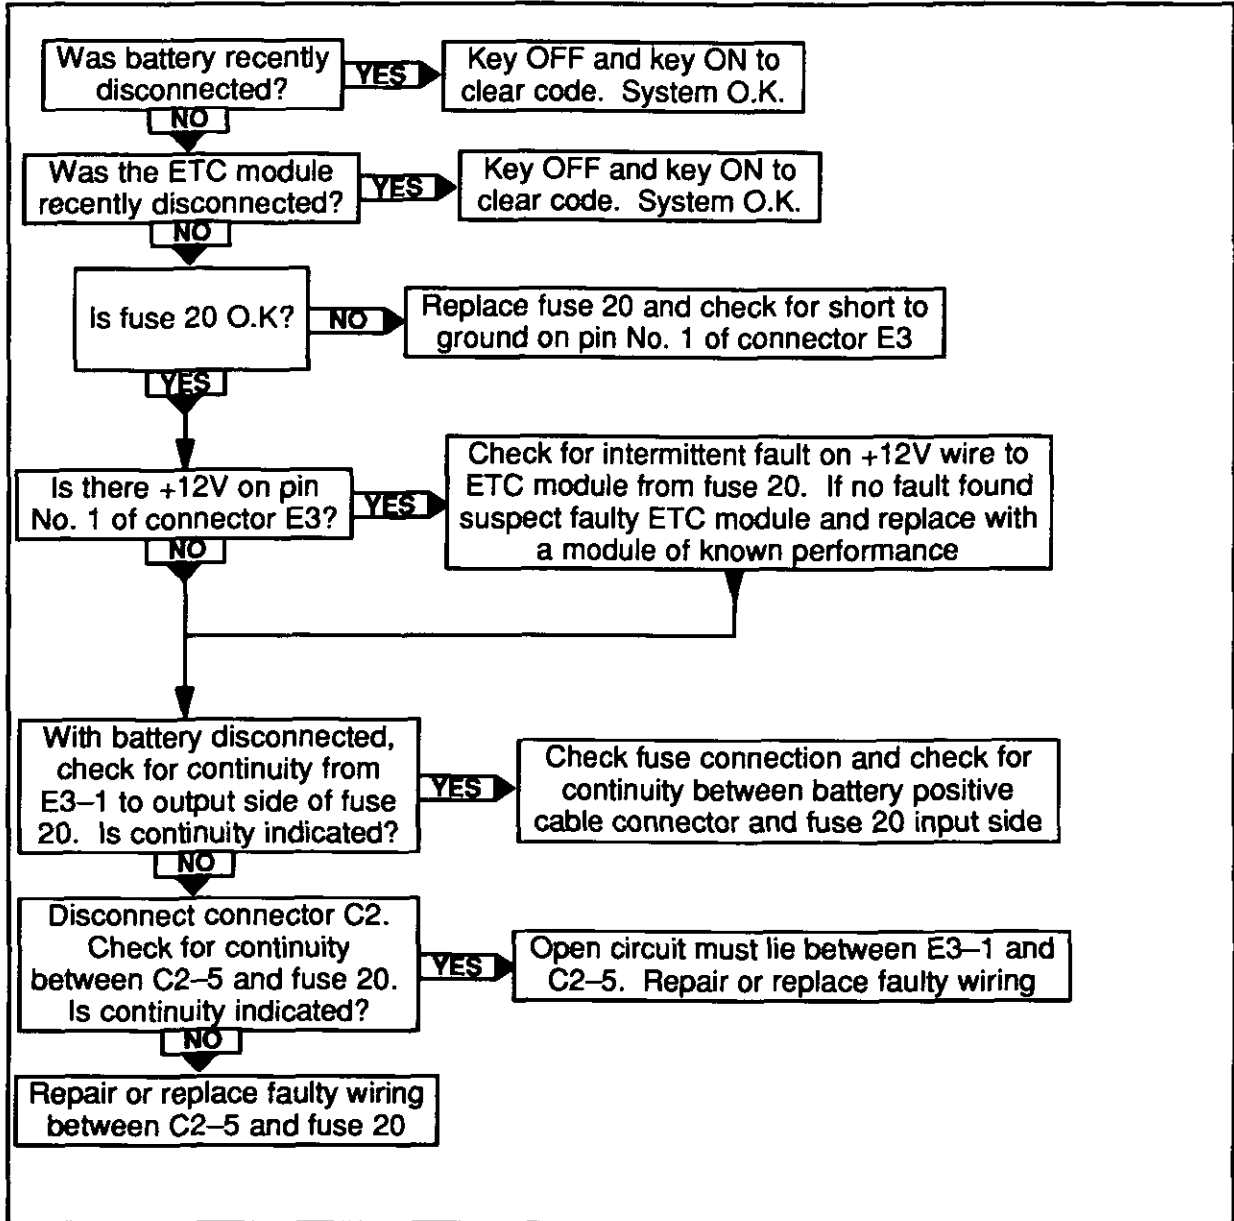 Was battery recently
disconnected?
YES
Key OFF and key ON to
clear code. System O.K.
NO
Was the ETC module
recently disconnected?
YES
Key OFF and key ON to
clear code. System O.K.
NO
Is fuse 20 O.K?
NO
Replace fuse 20 and check for short to
ground on pin No. 1 of connector E3
YES
Is there +12V on pin
No. 1 of connector E3?
YES
Check for intermittent fault on +12V wire to
ETC module from fuse 20. If no fault found
suspect faulty ETC module and replace with
a module of known performance
NO
With battery disconnected,
check for continuity from
E3–1 to output side of fuse
20. Is continuity indicated?
YES
Check fuse connection and check for
continuity between battery positive
cable connector and fuse 20 input side
NO
Disconnect connector C2.
Check for continuity
between C2–5 and fuse 20.
Is continuity indicated?
YES
Open circuit must lie between E3–1 and
C2–5. Repair or replace faulty wiring
NO
Repair or replace faulty wiring
between C2–5 and fuse 20